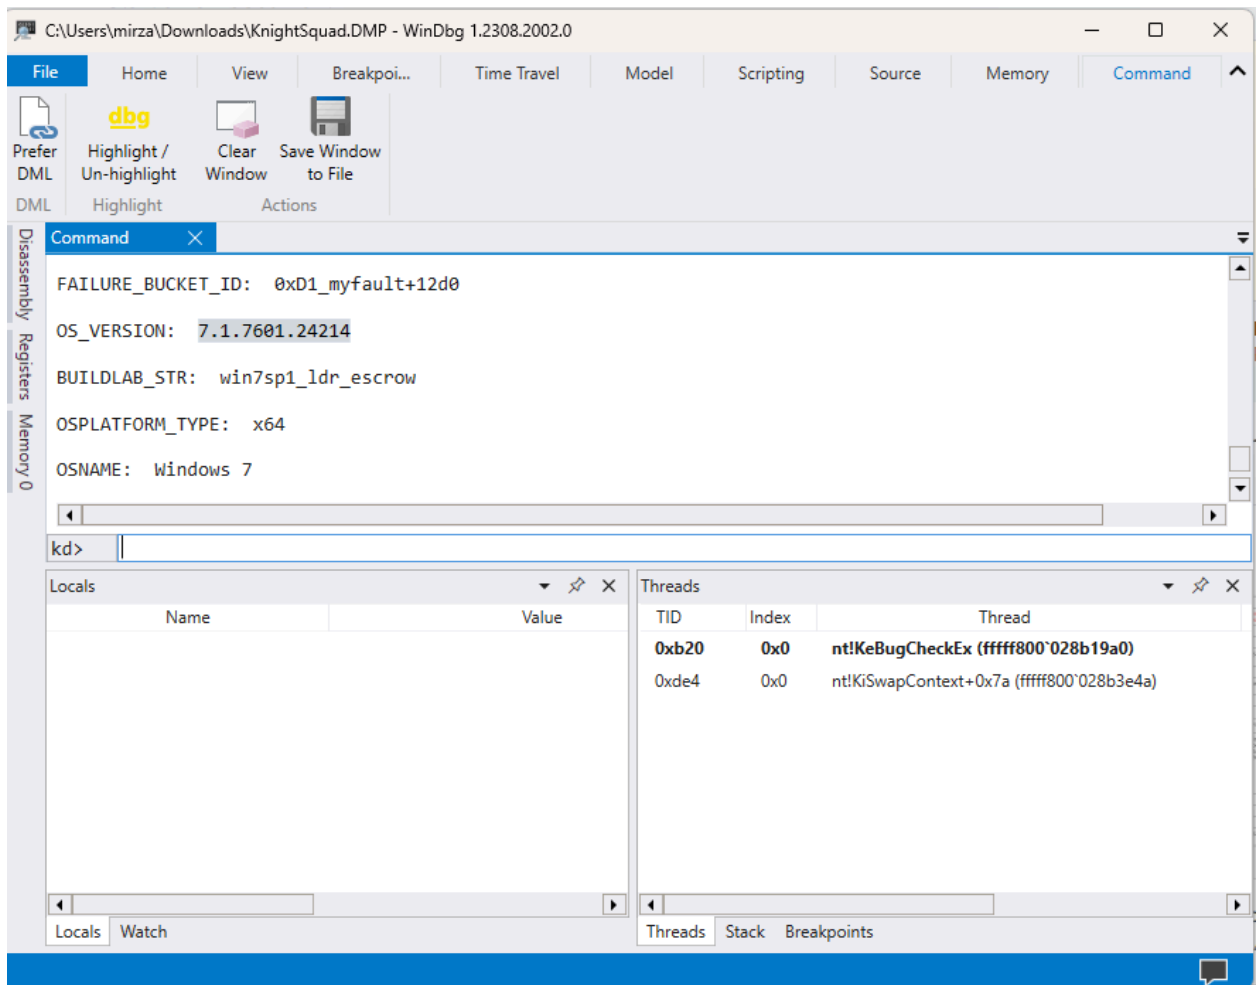 C:\Users\mirza\Downloads\KnightSquad.DMP - WinDbg 1.2308.2002.0
File Home View Breakpoi... Time Travel Model Scripting Source Memory Command
dbg
Prefer DML Highlight / Un-highlight Clear Window Save Window to File
DML Highlight Actions
Disassembly
Registers
Memory 0
Command
FAILURE_BUCKET_ID:  0xD1_myfault+12d0
OS_VERSION:  7.1.7601.24214
BUILDLAB_STR:  win7sp1_ldr_escrow
OSPLATFORM_TYPE:  x64
OSNAME:  Windows 7
kd>
Locals
Name Value
Locals Watch
Threads
TID Index Thread
0xb20 0x0 nt!KeBugCheckEx (fffff800`028b19a0)
0xde4 0x0 nt!KiSwapContext+0x7a (fffff800`028b3e4a)
Threads Stack Breakpoints